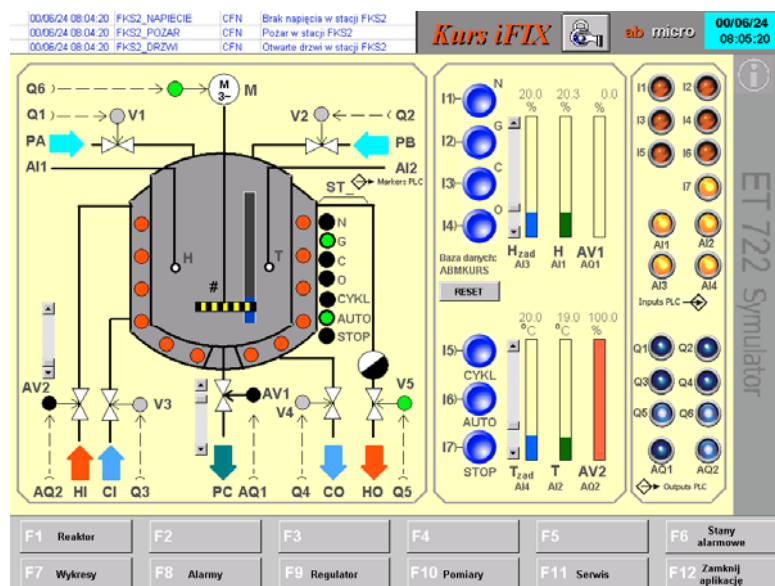 00/06/24 08:04:20 FKS2_NAPIECIE CFN Brak napięcia w stacji FKS2
00/06/24 08:04:20 FKS2_POZAR CFN Pożar w stacji FKS2
00/06/24 08:04:20 FKS2_DRZWI CFN Otwarte drzwi w stacji FKS2
Kurs iFIX
ab micro
00/06/24
08:05:20
Q6
M
3~
M
Q1
V1
V2
Q2
PA
PB
AI1
AI2
ST_
Markers PLC
N
G
C
O
CYKL
AUTO
STOP
H
T
#
AV2
V3
AV1
V4
V5
AQ2 HI CI Q3 PC AQ1 Q4 CO HO Q5
I1) N
I2) G
I3) C
I4) O
20.0 20.3 0.0
% % %
Hzad H AV1
AI3 AI1 AQ1
Baza danych:
ABMKURS
RESET
I5)
CYKL
I6)
AUTO
I7)
STOP
20.0 19.0 100.0
°C °C %
Tzad T AV2
AI4 AI2 AQ2
I1 I2
I3 I4
I5 I6
I7
AI1 AI2
AI3 AI4
Inputs PLC
Q1 Q2
Q3 Q4
Q5 Q6
AQ1 AQ2
Outputs PLC
ET 722 Symulator
F1 Reaktor
F2
F3
F4
F5
F6 Stany alarmowe
F7 Wykresy
F8 Alarmy
F9 Regulator
F10 Pomiary
F11 Serwis
F12 Zamknij aplikację